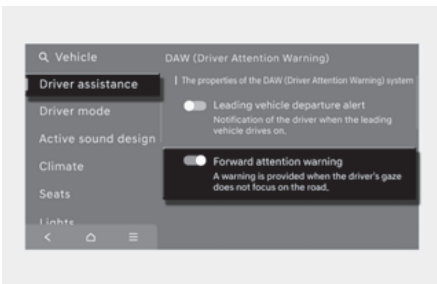 Vehicle
Driver assistance
Driver mode
Active sound design
Climate
Seats
Lights
DAW (Driver Attention Warning)
The properties of the DAW (Driver Attention Warning) system
Leading vehicle departure alert
Notification of the driver when the leading
vehicle drives on.
Forward attention warning
A warning is provided when the driver's gaze
does not focus on the road.